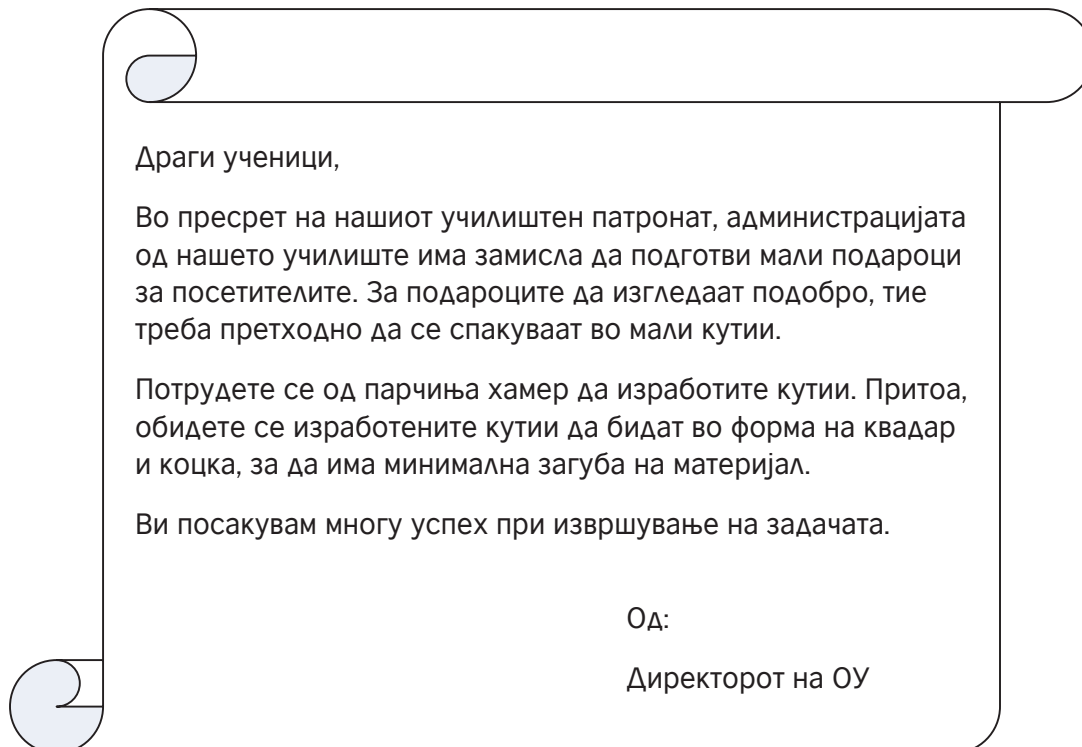 Драги ученици,
Во пресрет на нашиот училиштен патронат, администрацијата
од нашето училиште има замисла да подготви мали подароци
за посетителите. За подароците да изгледаат подобро, тие
треба претходно да се спакуваат во мали кутии.
Потрудете се од парчиња хамер да изработите кутии. Притоа,
обидете се изработените кутии да бидат во форма на квадар
и коцка, за да има минимална загуба на материјал.
Ви посакувам многу успех при извршување на задачата.
Од:
Директорот на ОУ